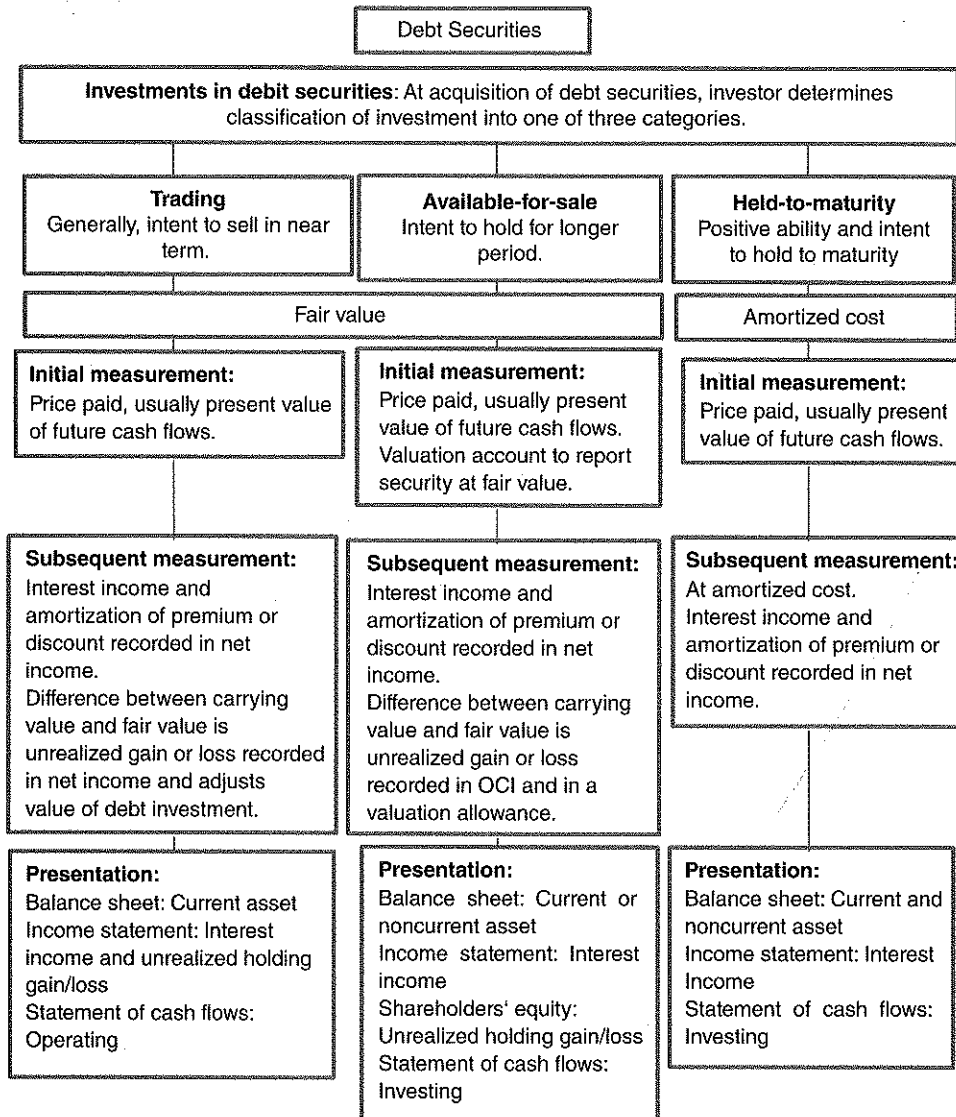 Debt Securities
Investments in debit securities: At acquisition of debt securities, investor determines
classification of investment into one of three categories.
Trading
Generally, intent to sell in near
term.
Available-for-sale
Intent to hold for longer
period.
Held-to-maturity
Positive ability and intent
to hold to maturity
Fair value
Amortized cost
Initial measurement:
Price paid, usually present value
of future cash flows.
Initial measurement:
Price paid, usually present
value of future cash flows.
Valuation account to report
security at fair value.
Initial measurement:
Price paid, usually present
value of future cash flows.
Subsequent measurement:
Interest income and
amortization of premium or
discount recorded in net
income.
Difference between carrying
value and fair value is
unrealized gain or loss recorded
in net income and adjusts
value of debt investment.
Subsequent measurement:
Interest income and
amortization of premium or
discount recorded in net
income.
Difference between carrying
value and fair value is
unrealized gain or loss
recorded in OCI and in a
valuation allowance.
Subsequent measurement:
At amortized cost.
Interest income and
amortization of premium or
discount recorded in net
income.
Presentation:
Balance sheet: Current asset
Income statement: Interest
income and unrealized holding
gain/loss
Statement of cash flows:
Operating
Presentation:
Balance sheet: Current or
noncurrent asset
Income statement: Interest
income
Shareholders‘ equity:
Unrealized holding gain/loss
Statement of cash flows:
Investing
Presentation:
Balance sheet: Current and
noncurrent asset
Income statement: Interest
Income
Statement of cash flows:
Investing